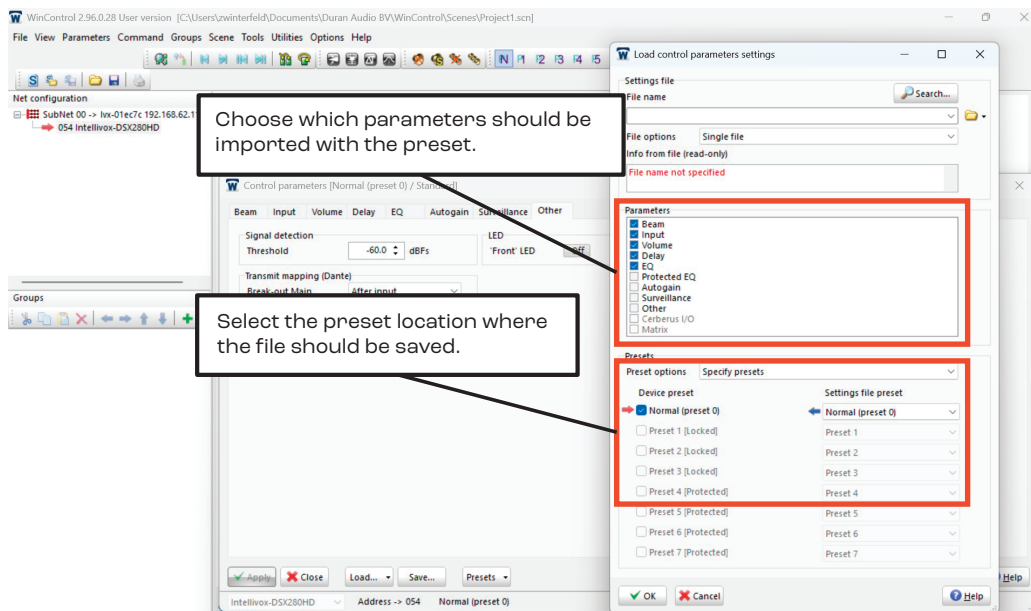 WinControl 2.96.0.28 User version [C:\Users\zwinterfeld\Documents\Duran Audio BV\WinControl\Scenes\Project1.scn]
File View Parameters Command Groups Scene Tools Utilities Options Help
N P1 P2 P3 P4 P5
Net configuration
SubNet 00 -> lvx-01ec7c 192.168.62.1
054 Intellivox-DSX280HD
Groups
Choose which parameters should be
imported with the preset.
Control parameters [Normal (preset 0) / Standard]
Beam Input Volume Delay EQ Autogain Surveillance Other
Signal detection
Threshold -60.0 dBFs
LED
'Front' LED Off
Transmit mapping (Dante)
Break-out Main After input
Select the preset location where
the file should be saved.
Apply Close Load... Save... Presets
Help
Intellivox-DSX280HD Address -> 054 Normal (preset 0)
Load control parameters settings
Settings file
File name Search...
File options Single file
Info from file (read-only)
File name not specified
Parameters
Beam
Input
Volume
Delay
EQ
Protected EQ
Autogain
Surveillance
Other
Cerberus I/O
Matrix
Presets
Preset options Specify presets
Device preset Settings file preset
Normal (preset 0) Normal (preset 0)
Preset 1 [Locked] Preset 1
Preset 2 [Locked] Preset 2
Preset 3 [Locked] Preset 3
Preset 4 [Protected] Preset 4
Preset 5 [Protected] Preset 5
Preset 6 [Protected] Preset 6
Preset 7 [Protected] Preset 7
OK Cancel Help